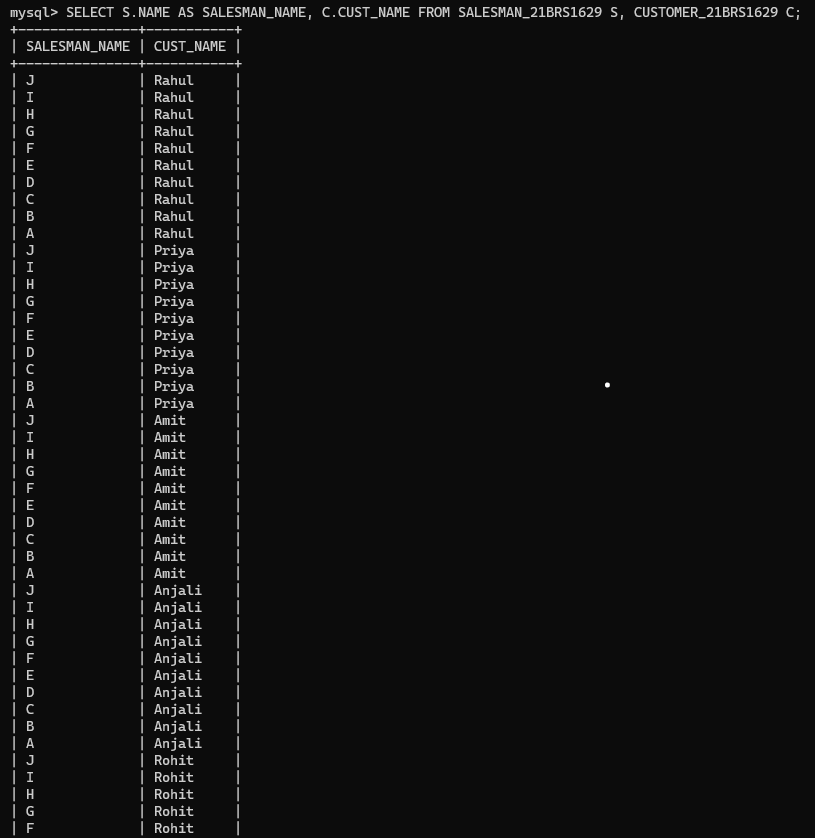 mysql> SELECT S.NAME AS SALESMAN_NAME, C.CUST_NAME FROM SALESMAN_21BRS1629 S, CUSTOMER_21BRS1629 C;
+---------------+-----------+
| SALESMAN_NAME | CUST_NAME |
+---------------+-----------+
| J             | Rahul     |
| I             | Rahul     |
| H             | Rahul     |
| G             | Rahul     |
| F             | Rahul     |
| E             | Rahul     |
| D             | Rahul     |
| C             | Rahul     |
| B             | Rahul     |
| A             | Rahul     |
| J             | Priya     |
| I             | Priya     |
| H             | Priya     |
| G             | Priya     |
| F             | Priya     |
| E             | Priya     |
| D             | Priya     |
| C             | Priya     |
| B             | Priya     |
| A             | Priya     |
| J             | Amit      |
| I             | Amit      |
| H             | Amit      |
| G             | Amit      |
| F             | Amit      |
| E             | Amit      |
| D             | Amit      |
| C             | Amit      |
| B             | Amit      |
| A             | Amit      |
| J             | Anjali    |
| I             | Anjali    |
| H             | Anjali    |
| G             | Anjali    |
| F             | Anjali    |
| E             | Anjali    |
| D             | Anjali    |
| C             | Anjali    |
| B             | Anjali    |
| A             | Anjali    |
| J             | Rohit     |
| I             | Rohit     |
| H             | Rohit     |
| G             | Rohit     |
| F             | Rohit     |